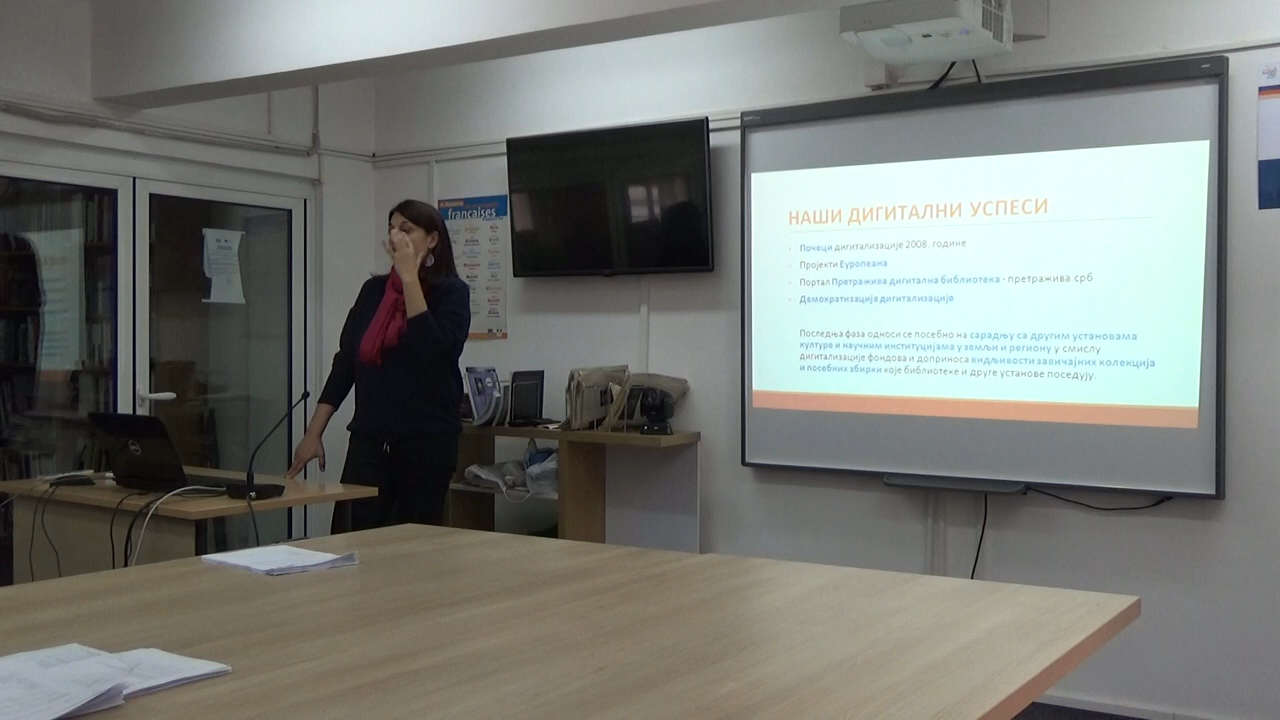 françaises
НАШИ ДИГИТАЛНИ УСПЕСИ
Почеци дигитализације 2008. године
Пројекти Еуропеана
Портал Претражива дигитална библиотека - претражива.срб
Демократизација дигитализације
Последња фаза односи се посебно на сарадњу са другим установама
културе и научним институцијама у земљи и региону у смислу
дигитализације фондова и доприноса видљивости завичајних колекција
и посебних збирки које библиотеке и друге установе поседују.
DELL